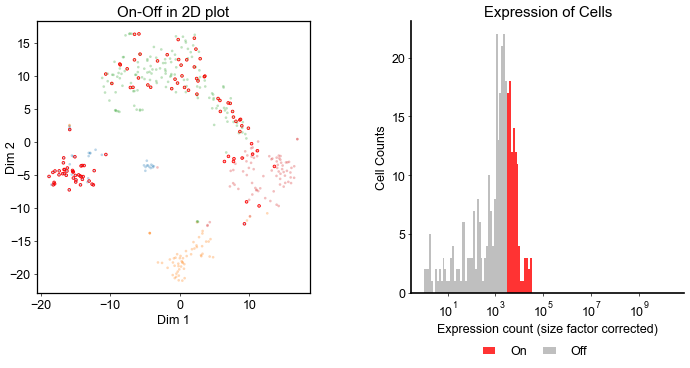 On-Off in 2D plot
Expression of Cells
15
10
5
0
−5
−10
−15
−20
Dim 2
−20 −10 0 10
Dim 1
20
15
10
5
0
Cell Counts
10^1 10^3 10^5 10^7 10^9
Expression count (size factor corrected)
On Off